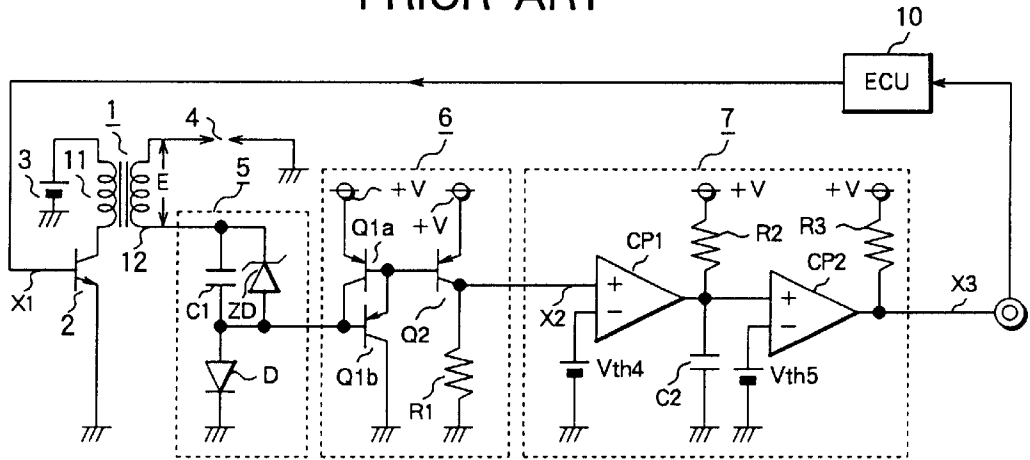 PRIOR ART
10
ECU
1
4
6
7
3
11
E
5
+V
+V
+V
+V
Q1a
CP1
R2
R3
CP2
12
X1
2
C1
ZD
Q2
X2
X3
D
Q1b
R1
Vth4
C2
Vth5